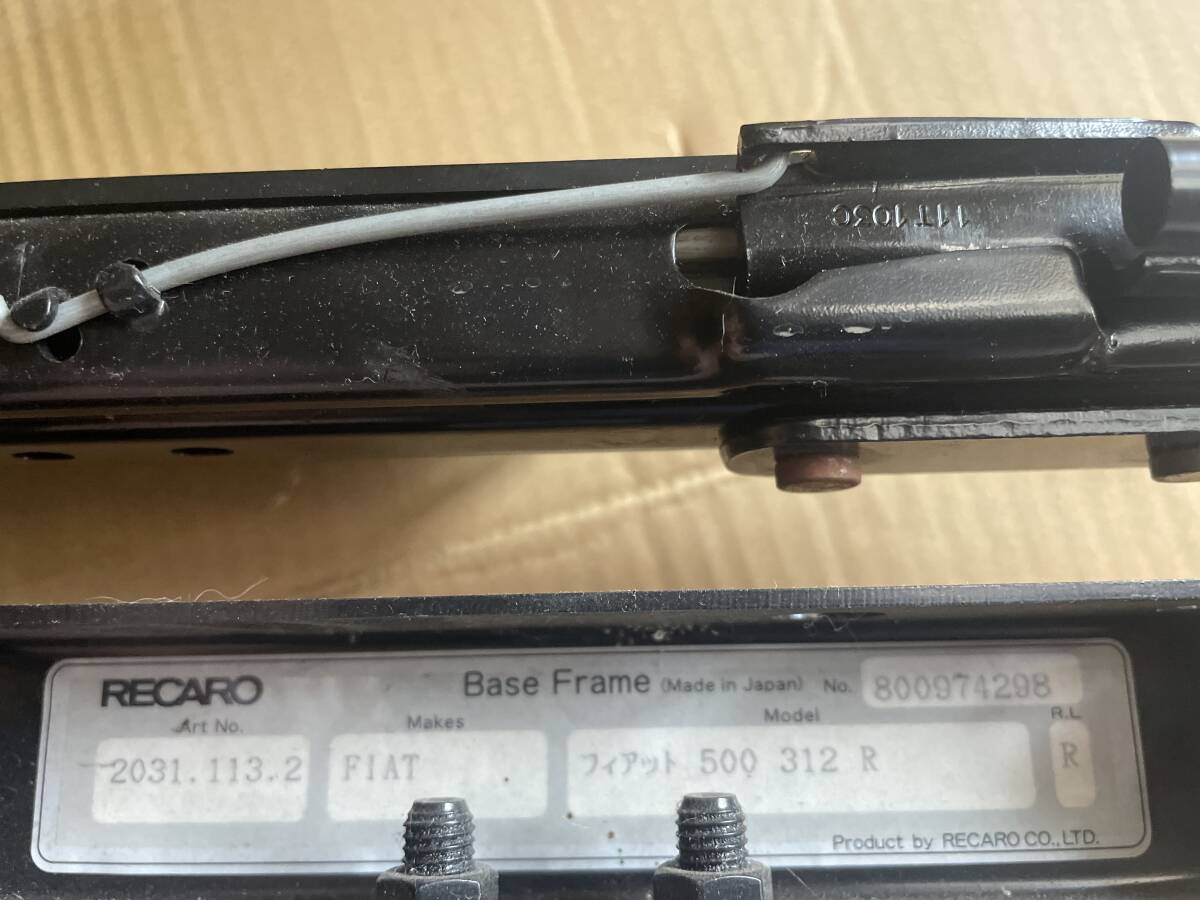 11T103C
RECARO Base Frame (Made in Japan) No. 800974298
Art No. Makes Model R.L
2031.113.2 FIAT フィアット 500 312 R R
Product by RECARO CO., LTD.